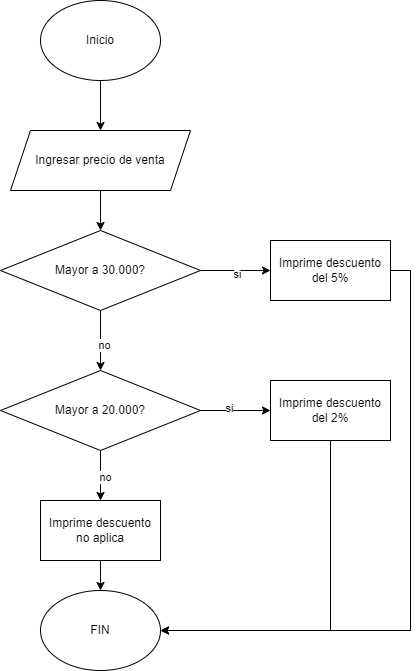 Inicio
Ingresar precio de venta
Mayor a 30.000?
si
Imprime descuento
del 5%
no
Mayor a 20.000?
si
Imprime descuento
del 2%
no
Imprime descuento
no aplica
FIN